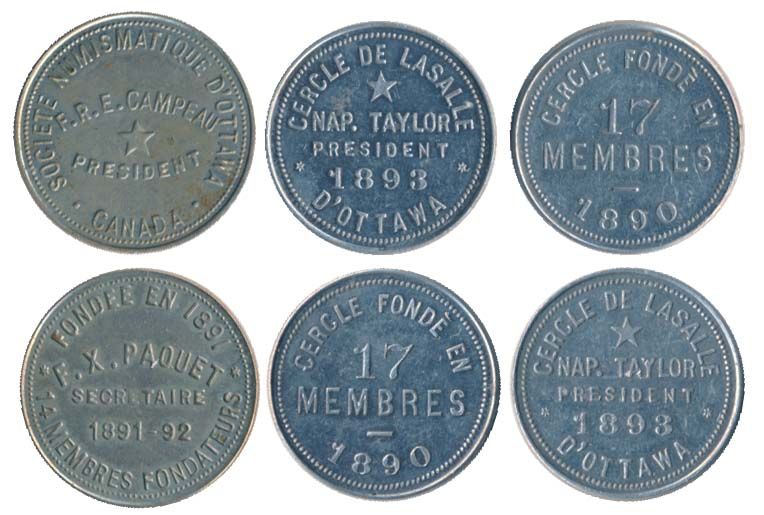 SOCIETE NUMISMATIQUE D'OTTAWA
F. R. E. CAMPEAU
PRESIDENT
· CANADA ·
CERCLE DE LASALLE
NAP. TAYLOR
PRESIDENT
* 1893 *
D'OTTAWA
CERCLE FONDÈ EN
17
MEMBRES
1890
FONDÉE EN 1891
F. X. PAQUET
SECRETAIRE
1891-92
* 14 MEMBRES FONDATEURS *
CERCLE FONDÈ EN
17
MEMBRES
1890
CERCLE DE LASALLE
NAP. TAYLOR
PRESIDENT
* 1893 *
D'OTTAWA